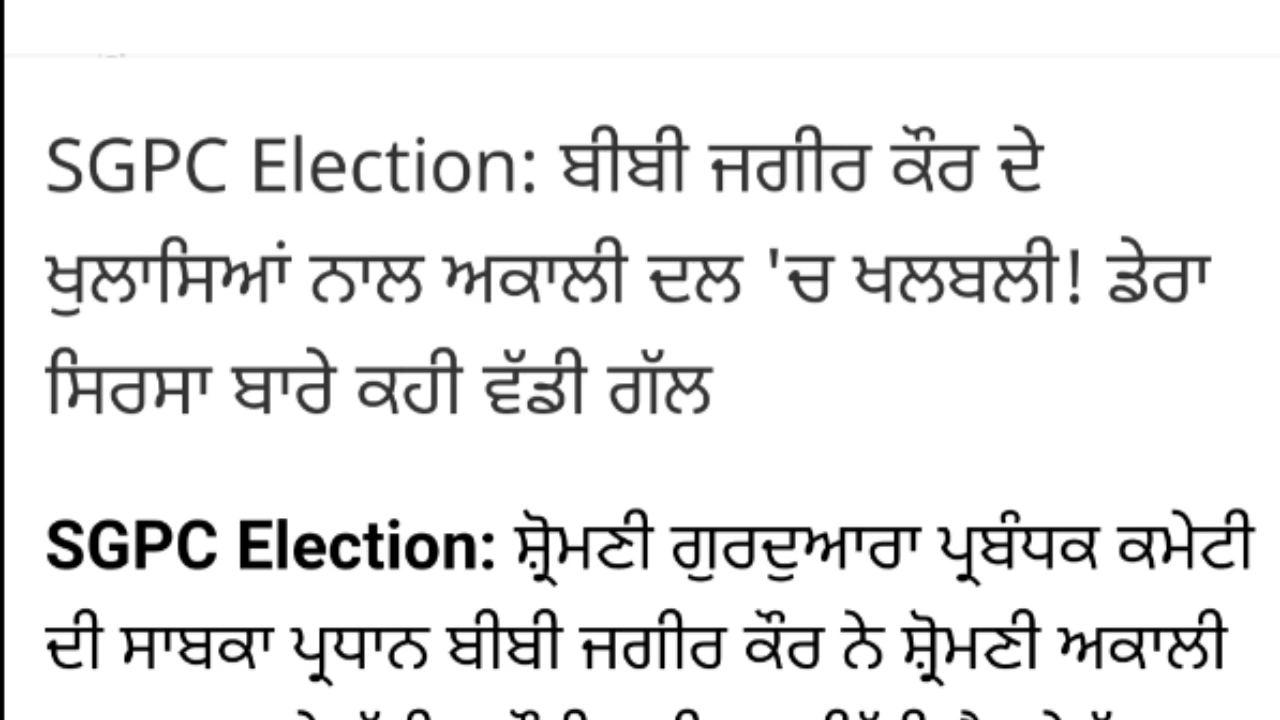 SGPC Election: ਬੀਬੀ ਜਗੀਰ ਕੌਰ ਦੇ
ਖੁਲਾਸਿਆਂ ਨਾਲ ਅਕਾਲੀ ਦਲ 'ਚ ਖਲਬਲੀ! ਡੇਰਾ
ਸਿਰਸਾ ਬਾਰੇ ਕਹੀ ਵੱਡੀ ਗੱਲ
SGPC Election: ਸ਼੍ਰੋਮਣੀ ਗੁਰਦੁਆਰਾ ਪ੍ਰਬੰਧਕ ਕਮੇਟੀ
ਦੀ ਸਾਬਕਾ ਪ੍ਰਧਾਨ ਬੀਬੀ ਜਗੀਰ ਕੌਰ ਨੇ ਸ਼੍ਰੋਮਣੀ ਅਕਾਲੀ